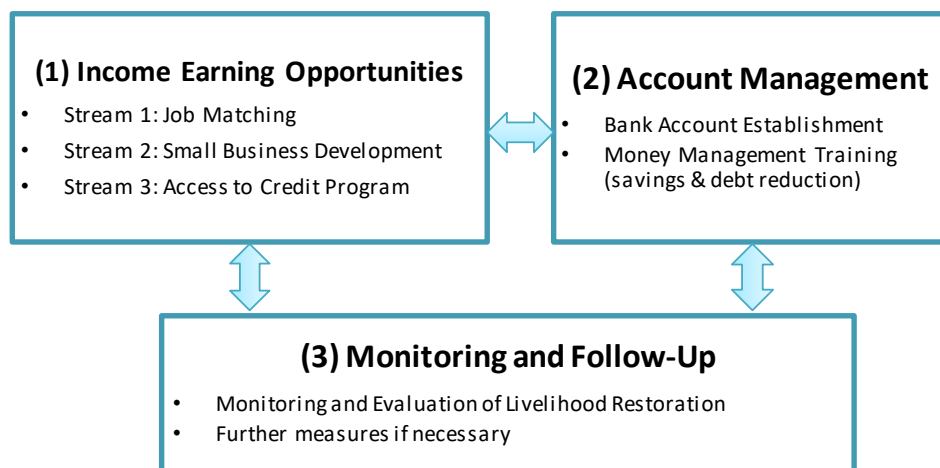 (1) Income Earning Opportunities
• Stream 1: Job Matching
• Stream 2: Small Business Development
• Stream 3: Access to Credit Program
(2) Account Management
• Bank Account Establishment
• Money Management Training
(savings & debt reduction)
(3) Monitoring and Follow-Up
• Monitoring and Evaluation of Livelihood Restoration
• Further measures if necessary